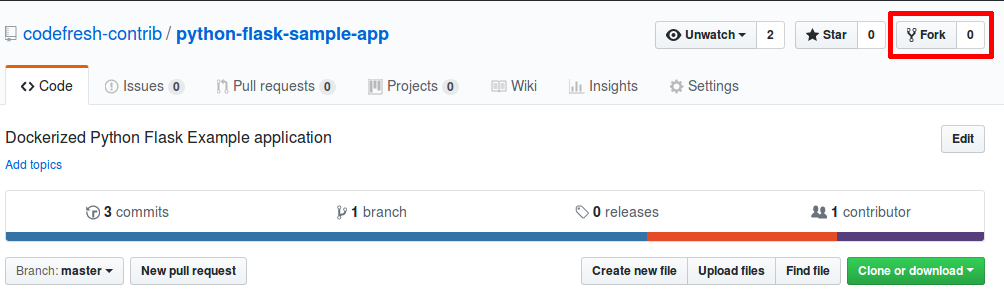 codefresh-contrib / python-flask-sample-app Unwatch 2 Star 0 Fork 0
Code Issues 0 Pull requests 0 Projects 0 Wiki Insights Settings
Dockerized Python Flask Example application Edit
Add topics
3 commits 1 branch 0 releases 1 contributor
Branch: master New pull request Create new file Upload files Find file Clone or download